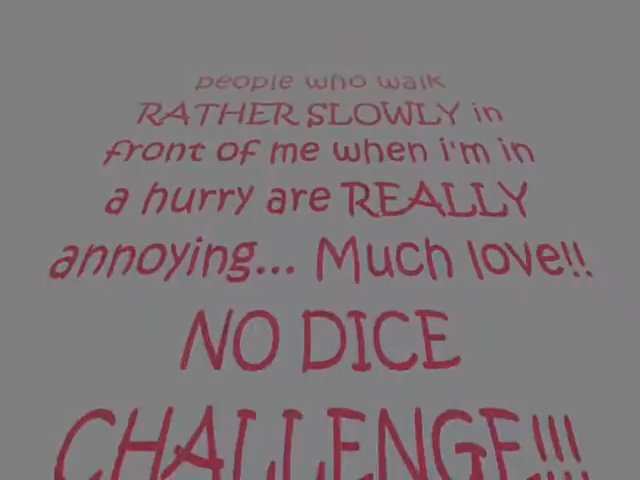 people who walk
RATHER SLOWLY in
front of me when i'm in
a hurry are REALLY
annoying... Much love!!
NO DICE
CHALLENGE!!!